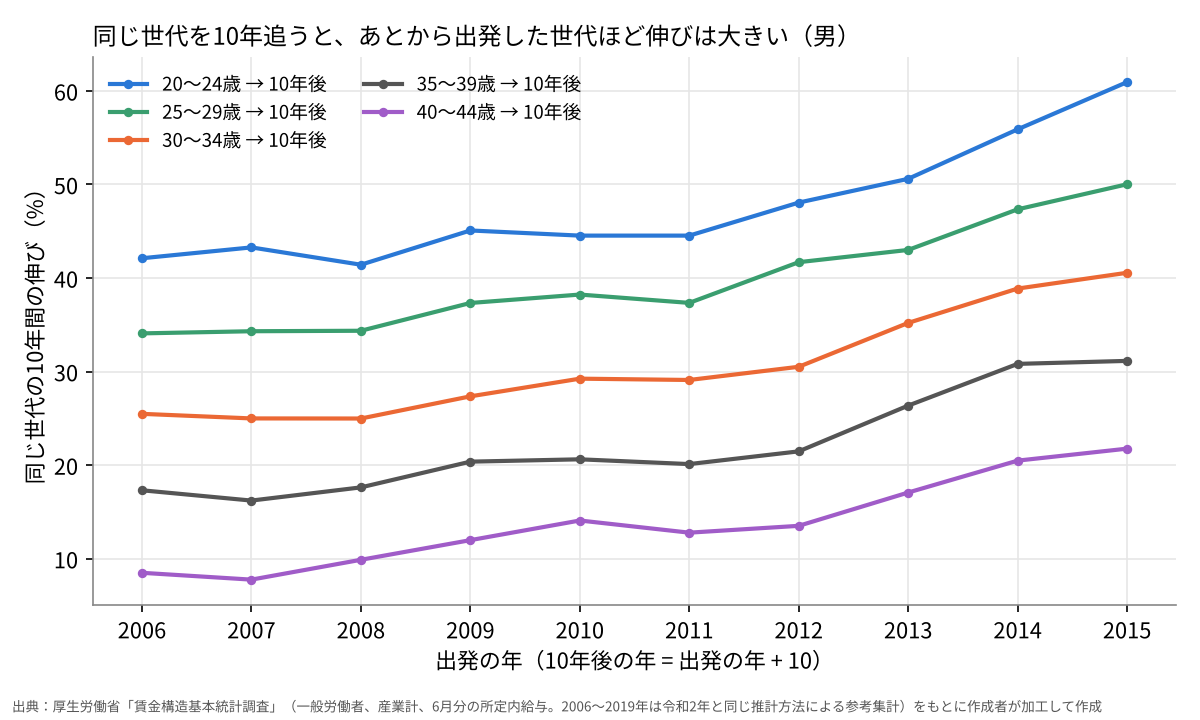 同じ世代を10年追うと、あとから出発した世代ほど伸びは大きい（男）
20〜24歳 → 10年後
25〜29歳 → 10年後
30〜34歳 → 10年後
35〜39歳 → 10年後
40〜44歳 → 10年後
同じ世代の10年間の伸び（%）
60
50
40
30
20
10
2006 2007 2008 2009 2010 2011 2012 2013 2014 2015
出発の年（10年後の年 = 出発の年 + 10）
出典：厚生労働省「賃金構造基本統計調査」（一般労働者、産業計、6月分の所定内給与。2006〜2019年は令和2年と同じ推計方法による参考集計）をもとに作成者が加工して作成